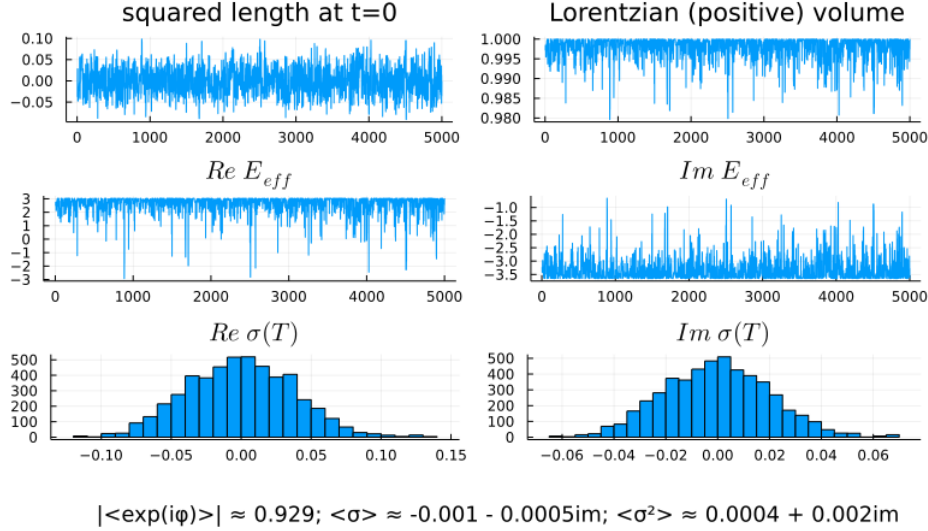 squared length at t=0
Lorentzian (positive) volume
0.10
0.05
0.00
−0.05
0 1000 2000 3000 4000 5000
1.000
0.995
0.990
0.985
0.980
0 1000 2000 3000 4000 5000
Re E_eff
Im E_eff
3
2
1
0
−1
−2
−3
0 1000 2000 3000 4000 5000
−1.0
−1.5
−2.0
−2.5
−3.0
−3.5
0 1000 2000 3000 4000 5000
Re σ(T)
Im σ(T)
500
400
300
200
100
0
−0.10 −0.05 0.00 0.05 0.10 0.15
500
400
300
200
100
0
−0.06 −0.04 −0.02 0.00 0.02 0.04 0.06
|<exp(iφ)>| ≈ 0.929; <σ> ≈ -0.001 - 0.0005im; <σ²> ≈ 0.0004 + 0.002im